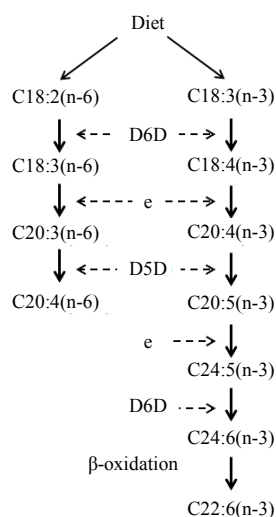 Diet
C18:2(n-6) C18:3(n-3)
D6D
C18:3(n-6) C18:4(n-3)
e
C20:3(n-6) C20:4(n-3)
D5D
C20:4(n-6) C20:5(n-3)
e
C24:5(n-3)
D6D
C24:6(n-3)
β-oxidation
C22:6(n-3)